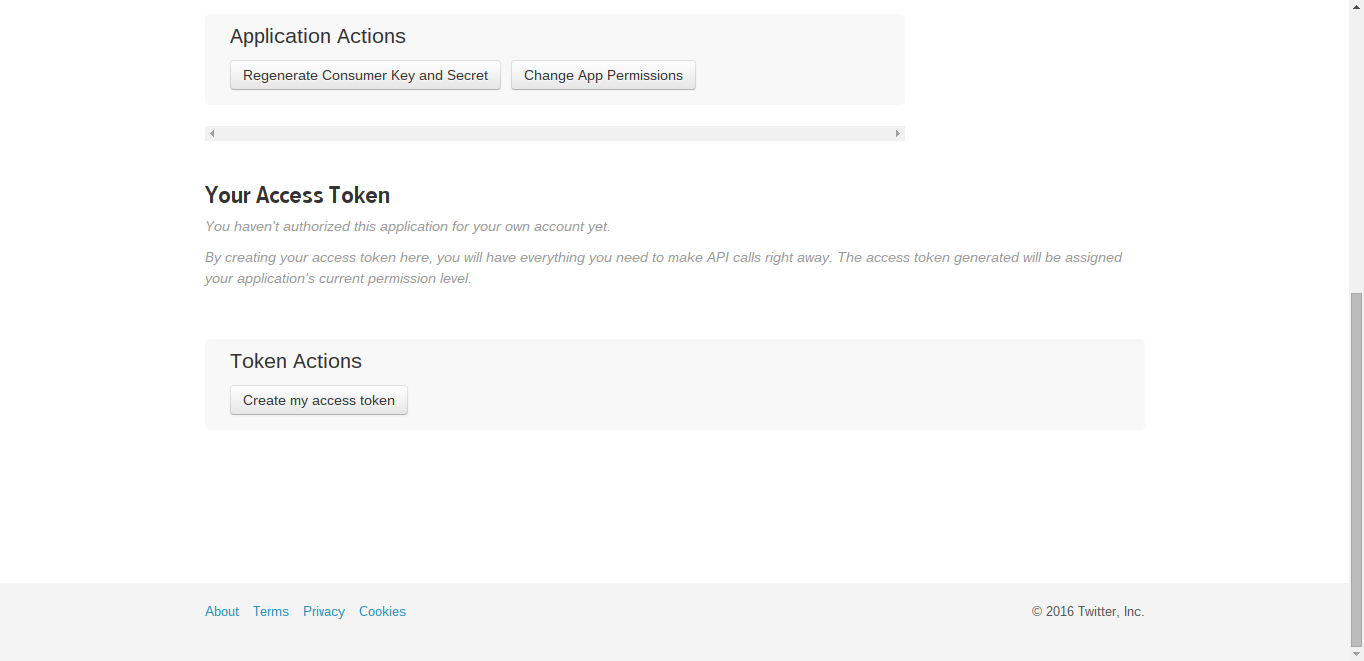 Application Actions
Regenerate Consumer Key and Secret
Change App Permissions
Your Access Token
You haven't authorized this application for your own account yet.
By creating your access token here, you will have everything you need to make API calls right away. The access token generated will be assigned
your application's current permission level.
Token Actions
Create my access token
About Terms Privacy Cookies
© 2016 Twitter, Inc.